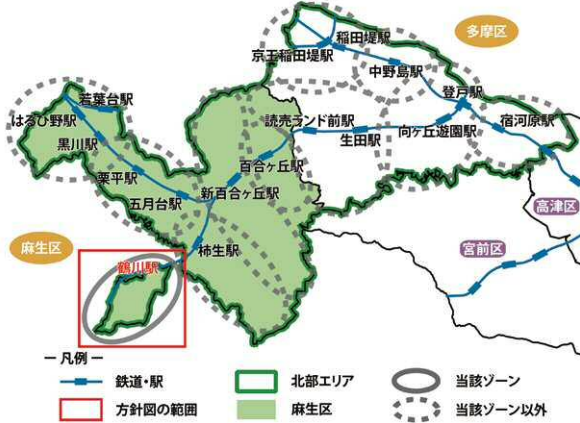 多摩区
稲田堤駅
京王稲田堤駅
中野島駅
登戸駅
若葉台駅
はるひ野駅
読売ランド前駅
宿河原駅
黒川駅
生田駅
向ヶ丘遊園駅
百合ヶ丘駅
栗平駅
新百合ヶ丘駅
五月台駅
高津区
麻生区
柿生駅
宮前区
鶴川駅
― 凡例 ―
鉄道・駅
北部エリア
当該ゾーン
方針図の範囲
麻生区
当該ゾーン以外